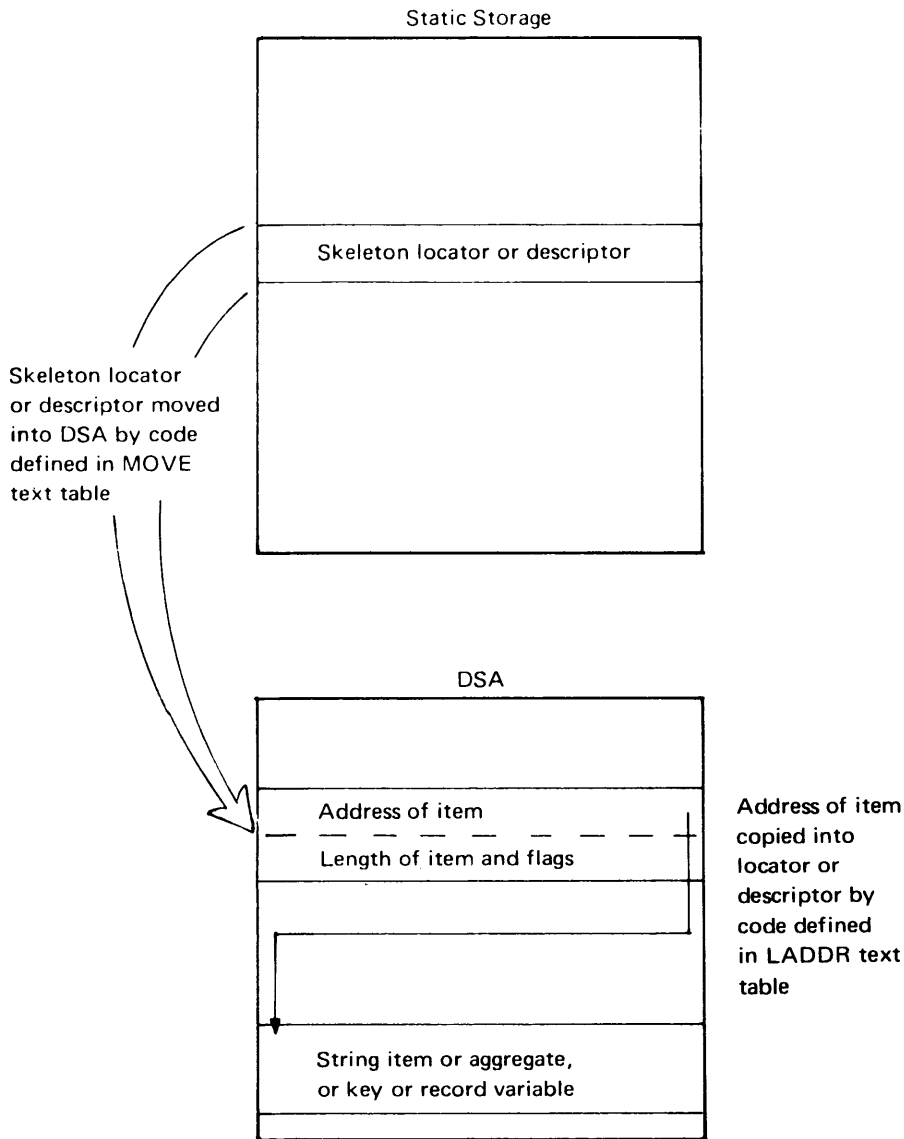 Static Storage
Skeleton locator or descriptor
Skeleton locator
or descriptor moved
into DSA by code
defined in MOVE
text table
DSA
Address of item
Length of item and flags
Address of item
copied into
locator or
descriptor by
code defined
in LADDR text
table
String item or aggregate,
or key or record variable